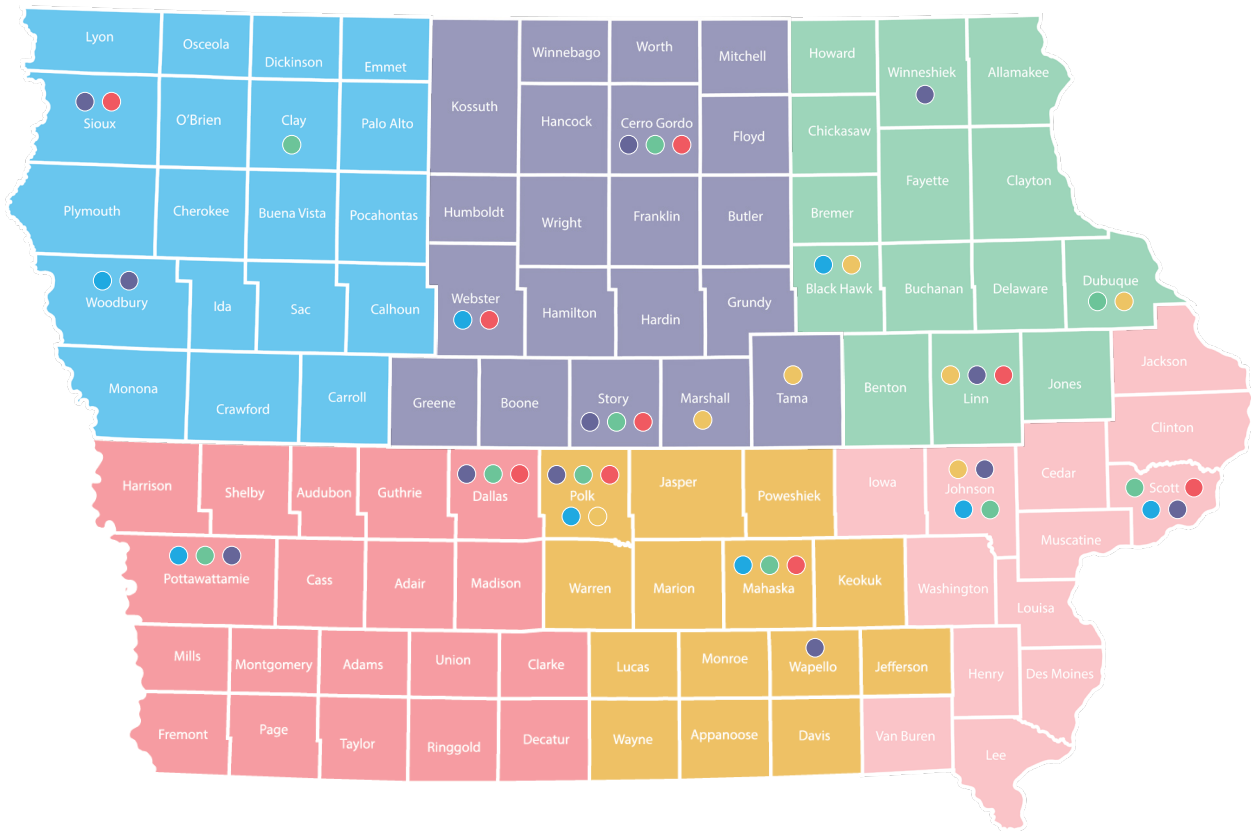 Lyon
Osceola
Dickinson
Emmet
Kossuth
Winnebago
Worth
Mitchell
Howard
Winneshiek
Allamakee
Sioux
O'Brien
Clay
Palo Alto
Hancock
Cerro Gordo
Floyd
Chickasaw
Plymouth
Cherokee
Buena Vista
Pocahontas
Humboldt
Wright
Franklin
Butler
Bremer
Fayette
Clayton
Woodbury
Ida
Sac
Calhoun
Webster
Hamilton
Hardin
Grundy
Black Hawk
Buchanan
Delaware
Dubuque
Monona
Crawford
Carroll
Greene
Boone
Story
Marshall
Tama
Benton
Linn
Jones
Jackson
Clinton
Harrison
Shelby
Audubon
Guthrie
Dallas
Polk
Jasper
Poweshiek
Iowa
Johnson
Cedar
Scott
Muscatine
Pottawattamie
Cass
Adair
Madison
Warren
Marion
Mahaska
Keokuk
Washington
Louisa
Mills
Montgomery
Adams
Union
Clarke
Lucas
Monroe
Wapello
Jefferson
Henry
Des Moines
Fremont
Page
Taylor
Ringgold
Decatur
Wayne
Appanoose
Davis
Van Buren
Lee